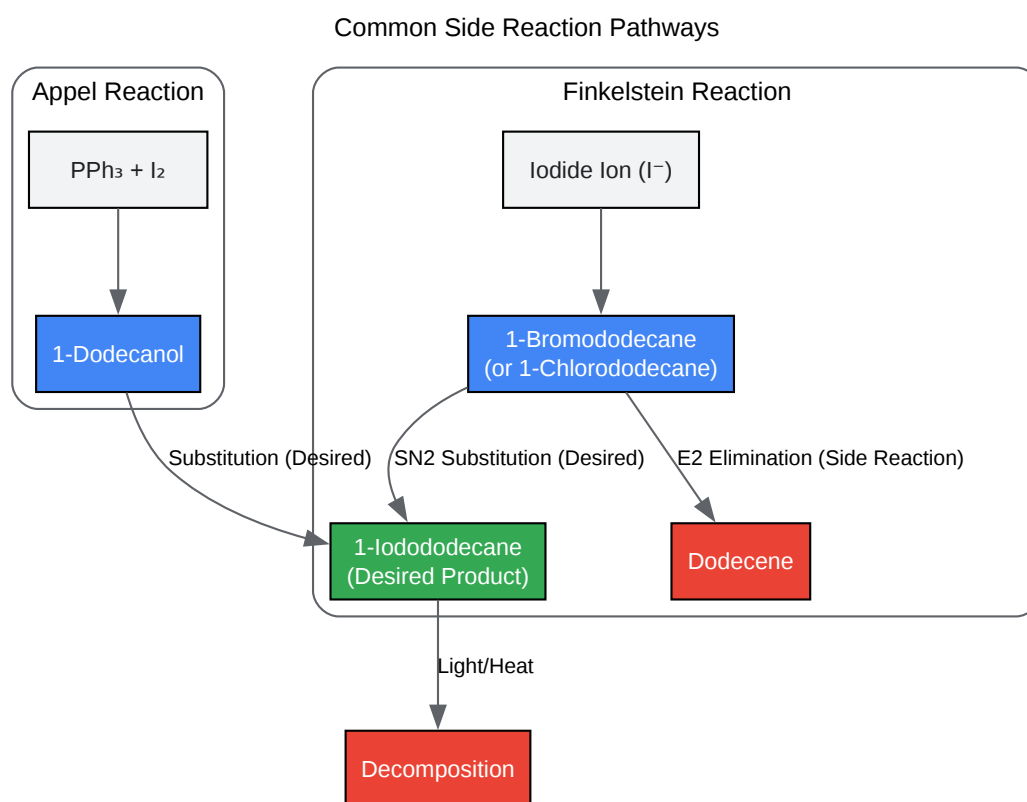 Common Side Reaction Pathways
Appel Reaction
Finkelstein Reaction
PPh₃ + I₂
Iodide Ion (I⁻)
1-Dodecanol
1-Bromododecane
(or 1-Chlorododecane)
Substitution (Desired)
SN2 Substitution (Desired)
E2 Elimination (Side Reaction)
1-Iodododecane
(Desired Product)
Dodecene
Light/Heat
Decomposition